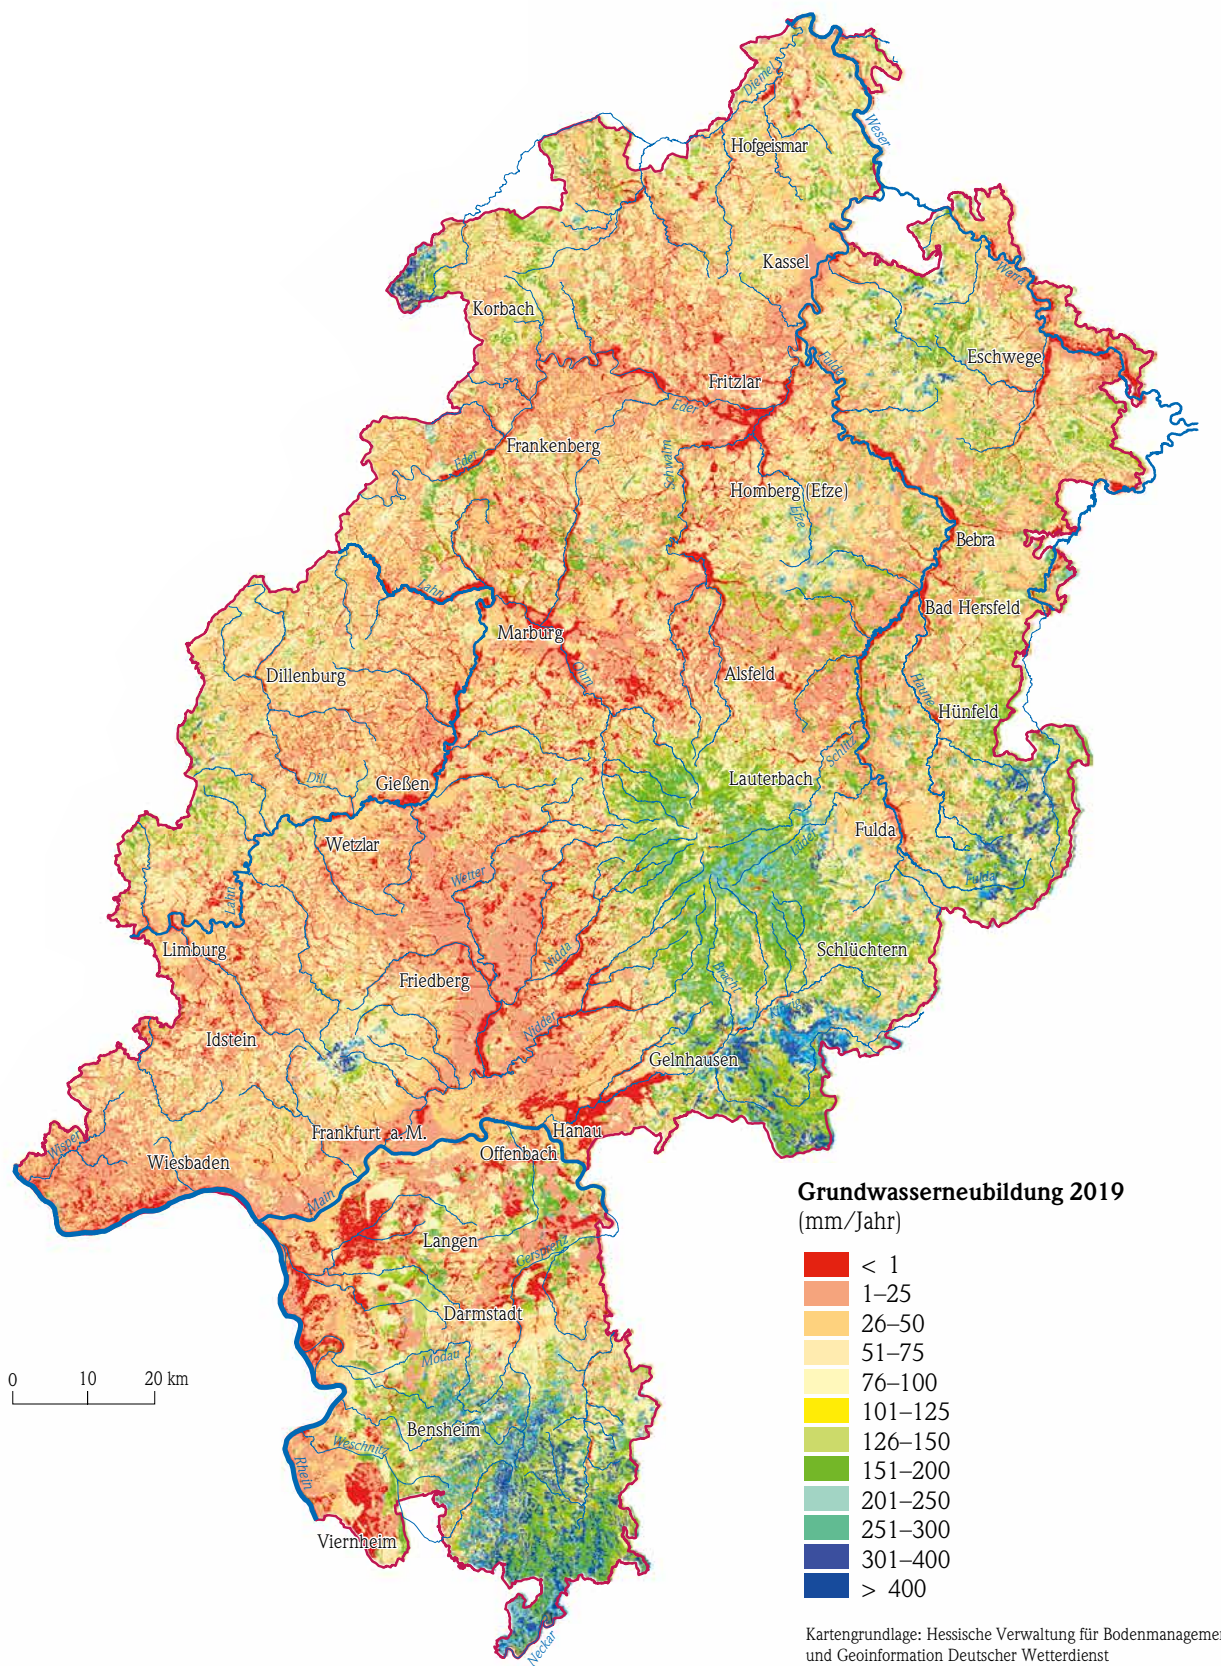 Diemel
Weser
Hofgeismar
Kassel
Werra
Korbach
Eschwege
Fulda
Fritzlar
Eder
Frankenberg
Eder
Schwalm
Homberg (Efze)
Efze
Bebra
Lahn
Bad Hersfeld
Marburg
Ohm
Dillenburg
Alsfeld
Haune
Hünfeld
Schlitz
Dill
Gießen
Lauterbach
Wetzlar
Fulda
Lüder
Wetter
Fulda
Lahn
Limburg
Nidda
Schlüchtern
Friedberg
Bracht
Kinzig
Idstein
Nidder
Gelnhausen
Frankfurt a. M.
Hanau
Wisper
Wiesbaden
Offenbach
Main
Langen
Gersprenz
Darmstadt
Modau
Bensheim
Weschnitz
Rhein
Viernheim
Neckar
0 10 20 km
Grundwasserneubildung 2019
(mm/Jahr)
< 1
1–25
26–50
51–75
76–100
101–125
126–150
151–200
201–250
251–300
301–400
> 400
Kartengrundlage: Hessische Verwaltung für Bodenmanageme
und Geoinformation Deutscher Wetterdienst